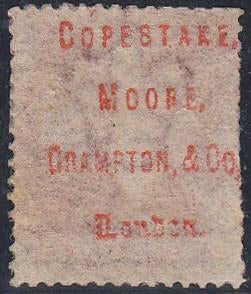 COPESTAKE,
MOORE,
CRAMPTON, & Co,
London.